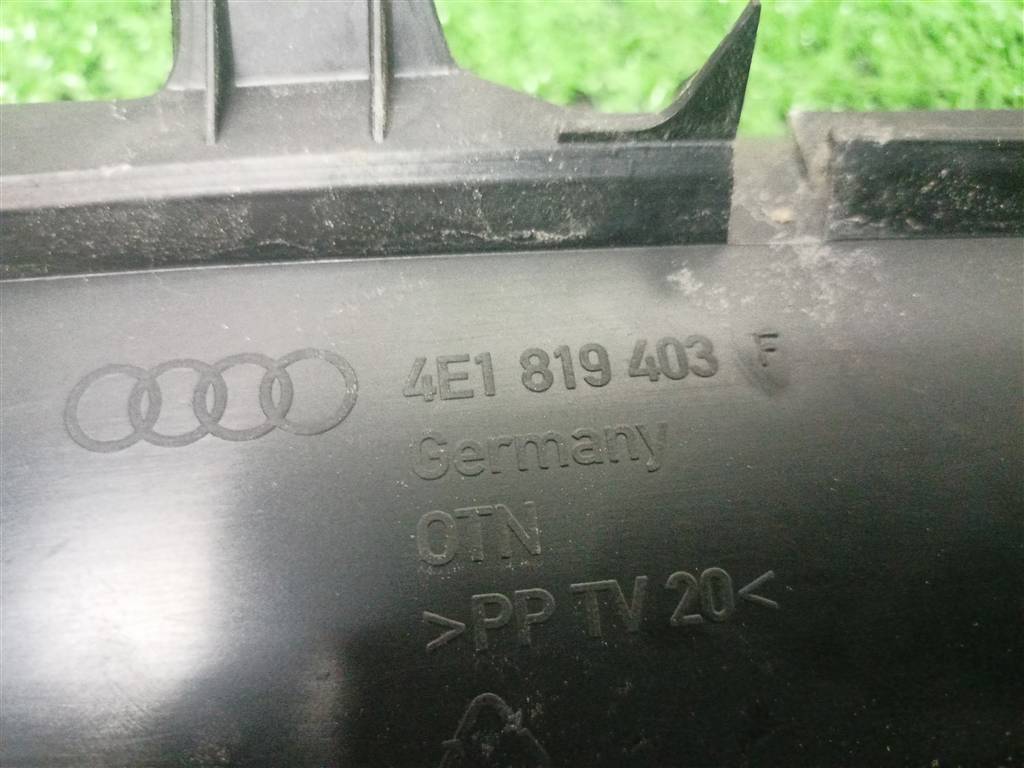 4E1 819 403 F
Germany
OTN
>PP TV 20<